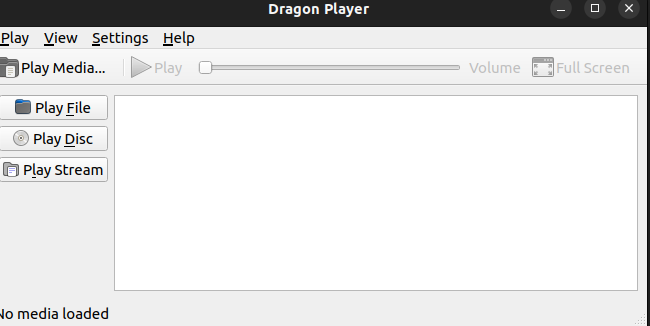 Dragon Player
Play View Settings Help
Play Media... Play Volume Full Screen
Play File
Play Disc
Play Stream
No media loaded